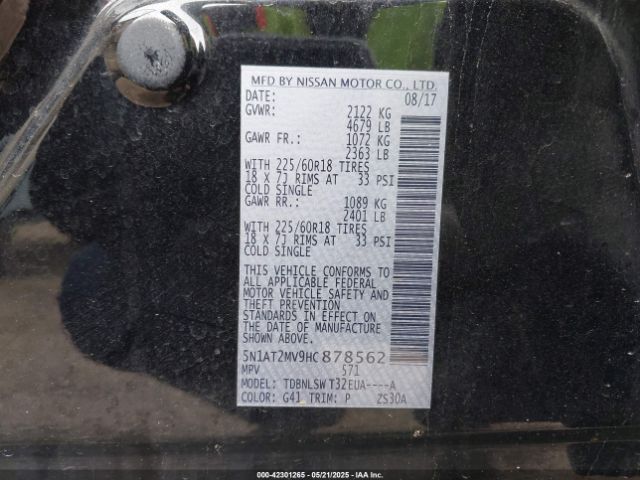 MFD BY NISSAN MOTOR CO., LTD.
DATE: 08/17
GVWR: 2122 KG
4679 LB
GAWR FR.: 1072 KG
2363 LB
WITH 225/60R18 TIRES
18 X 7J RIMS AT 33 PSI
COLD SINGLE
GAWR RR.: 1089 KG
2401 LB
WITH 225/60R18 TIRES
18 X 7J RIMS AT 33 PSI
COLD SINGLE
THIS VEHICLE CONFORMS TO
ALL APPLICABLE FEDERAL
MOTOR VEHICLE SAFETY AND
THEFT PREVENTION
STANDARDS IN EFFECT ON
THE DATE OF MANUFACTURE
SHOWN ABOVE.
5N1AT2MV9HC878562
MPV 571
MODEL: TDBNLSW T32EUA----A
COLOR: G41 TRIM: P 2S30A
000-42301265 - 05/21/2025 - IAA Inc.